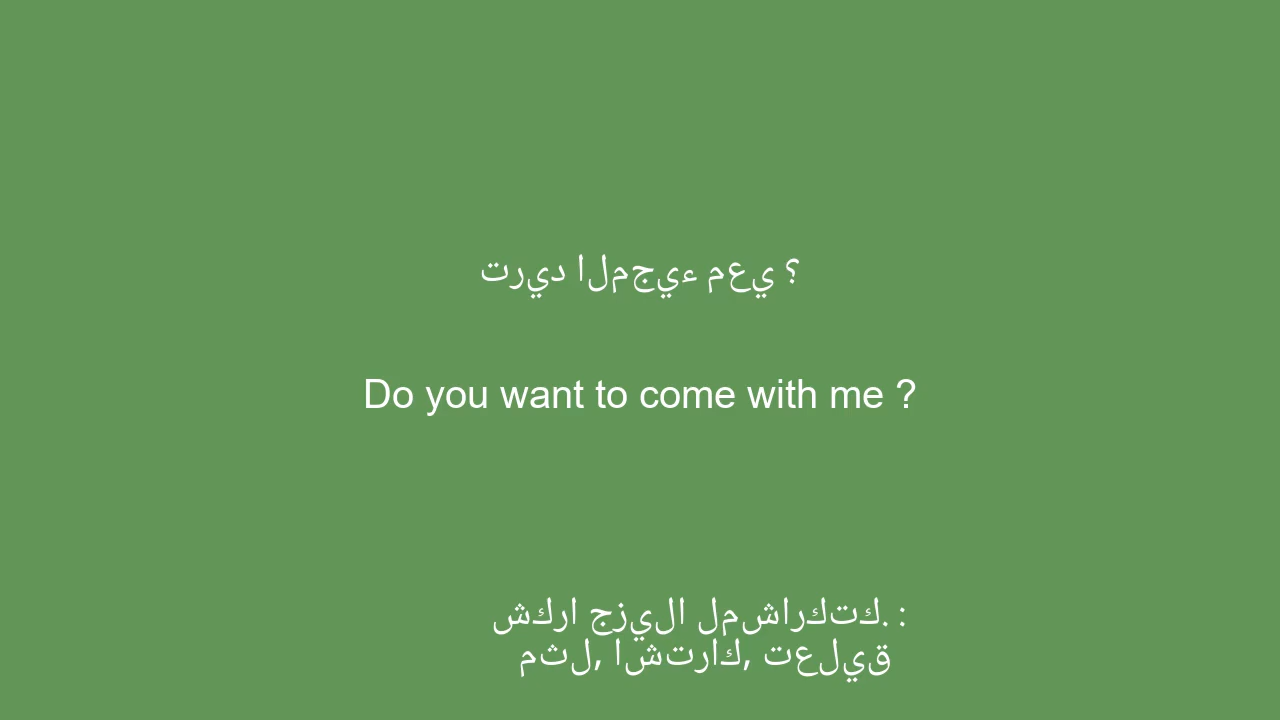 تريد المجيء معي ؟
Do you want to come with me ?
شكرا جزيلا لمشاركتك. :
مثل, اشتراك, تعليق